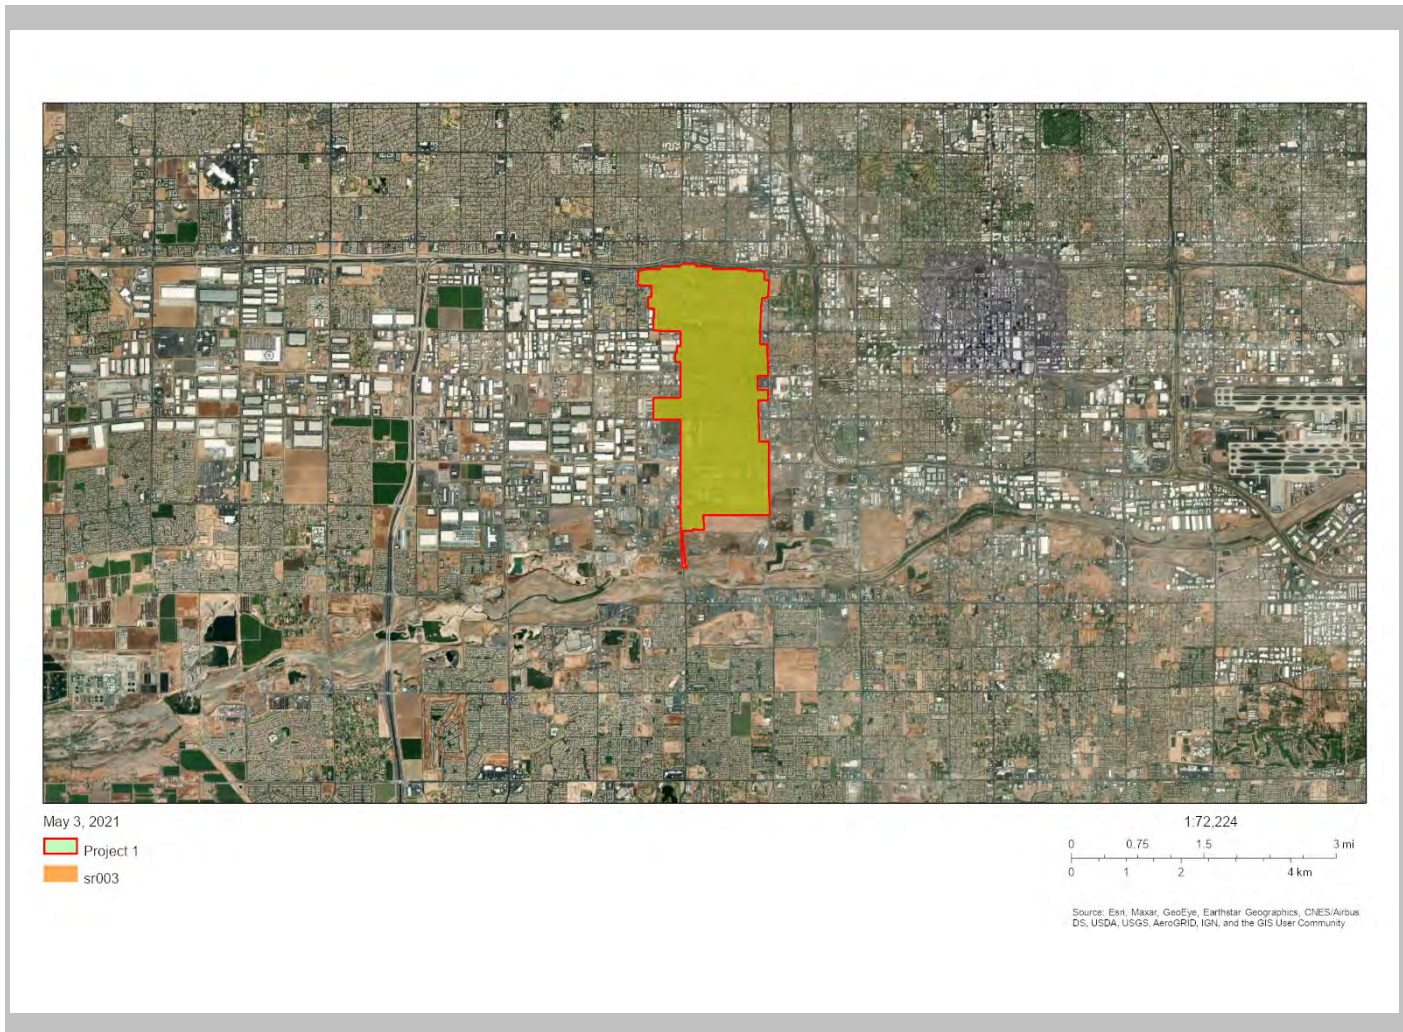 May 3, 2021
Project 1
sr003
1:72,224
0 0.75 1.5 3 mi
0 1 2 4 km
Source: Esri, Maxar, GeoEye, Earthstar Geographics, CNES/Airbus
DS, USDA, USGS, AeroGRID, IGN, and the GIS User Community